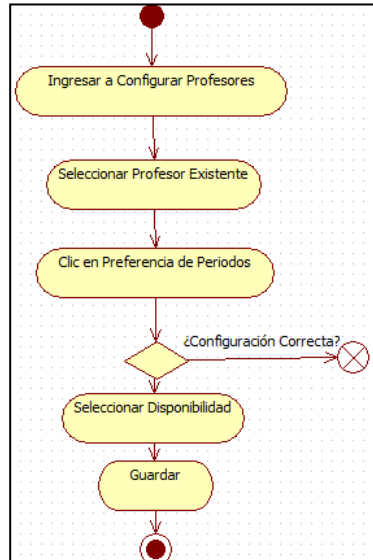 Ingresar a Configurar Profesores
Seleccionar Profesor Existente
Clic en Preferencia de Periodos
¿Configuración Correcta?
Seleccionar Disponibilidad
Guardar